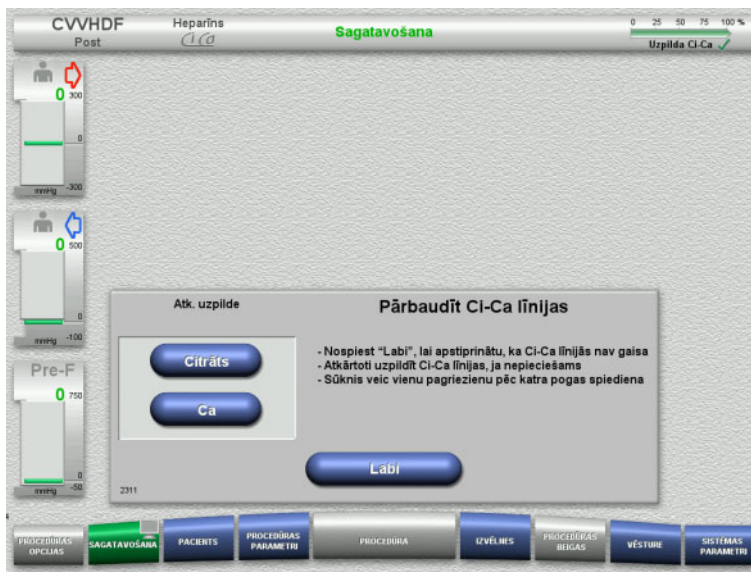 CVVHDF
Post
Heparīns
Ci Ca
Sagatavošana
0 25 50 75 100 %
Uzpilda Ci-Ca
0
300
0
mmHg -300
0
500
0
mmHg -100
Pre-F
0
750
0
mmHg -50
Atk. uzpilde
Citrāts
Ca
Pārbaudīt Ci-Ca līnijas
- Nospiest "Labi", lai apstiprinātu, ka Ci-Ca līnijās nav gaisa
- Atkārtoti uzpildīt Ci-Ca līnijas, ja nepieciešams
- Sūknis veic vienu pagriezienu pēc katra pogas spiediena
Labi
2311
PROCEDŪRAS
OPCIJAS
SAGATAVOŠANA
PACIENTS
PROCEDŪRAS
PARAMETRI
PROCEDŪRA
IZVĒLNES
PROCEDŪRAS
BEIGAS
VĒSTURE
SISTĒMAS
PARAMETRI